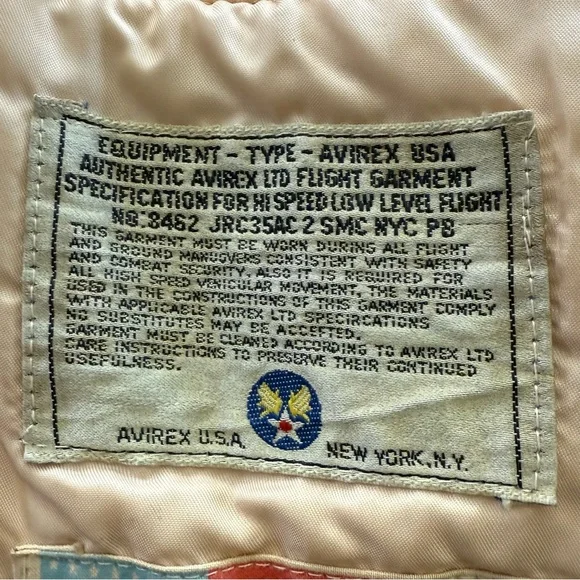 EQUIPMENT - TYPE - AVIREX USA
AUTHENTIC AVIREX LTD FLIGHT GARMENT
SPECIFICATION FOR HI SPEED LOW LEVEL FLIGHT
NO:8462 JRC35AC 2 SMC NYC PB
THIS GARMENT MUST BE WORN DURING ALL FLIGHT
AND GROUND MANUGVERS CONSISTENT WITH SAFETY
AND COMBAT SECURITY. ALSO IT IS REQUIRED FOR
ALL HIGH SPEED VEHICULAR MOVEMENT. THE MATERIALS
USED IN THE CONSTRUCTIONS OF THIS GARMENT COMPLY
WITH APPLICABLE AVIREX LTD SPECIFICATIONS
NO SUBSTITUTES MAY BE ACCEPTED.
GARMENT MUST BE CLEANED ACCORDING TO AVIREX LTD
CARE INSTRUCTIONS TO PRESERVE THEIR CONTINUED
USEFULNESS.
AVIREX U.S.A. NEW YORK, N.Y.